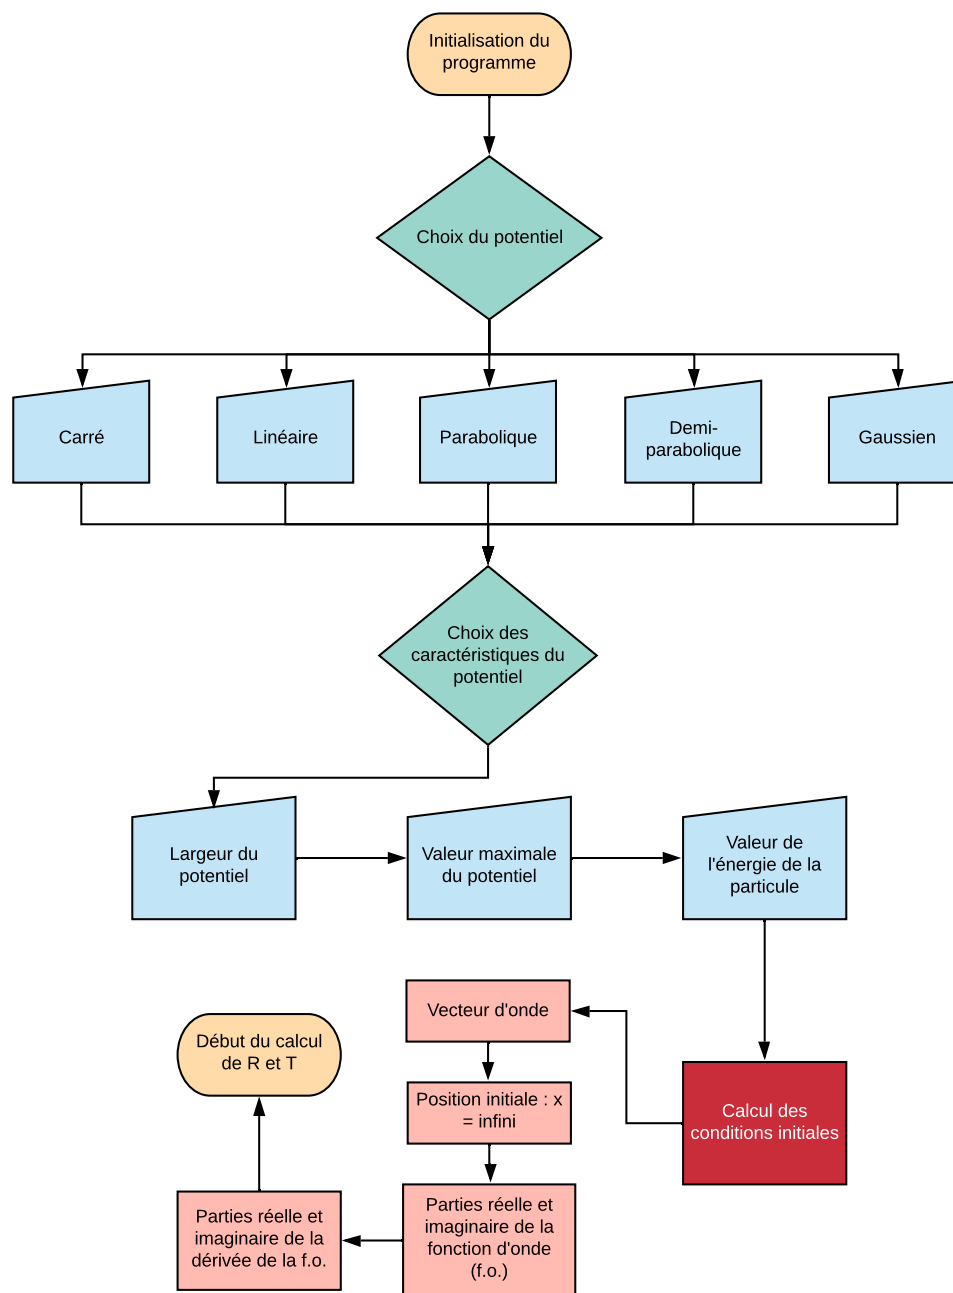 Initialisation du
programme
Choix du potentiel
Carré
Linéaire
Parabolique
Demi-
parabolique
Gaussien
Choix des
caractéristiques du
potentiel
Largeur du
potentiel
Valeur maximale
du potentiel
Valeur de
l'énergie de la
particule
Calcul des
conditions initiales
Vecteur d'onde
Position initiale : x
= infini
Parties réelle et
imaginaire de la
fonction d'onde
(f.o.)
Parties réelle et
imaginaire de la
dérivée de la f.o.
Début du calcul
de R et T